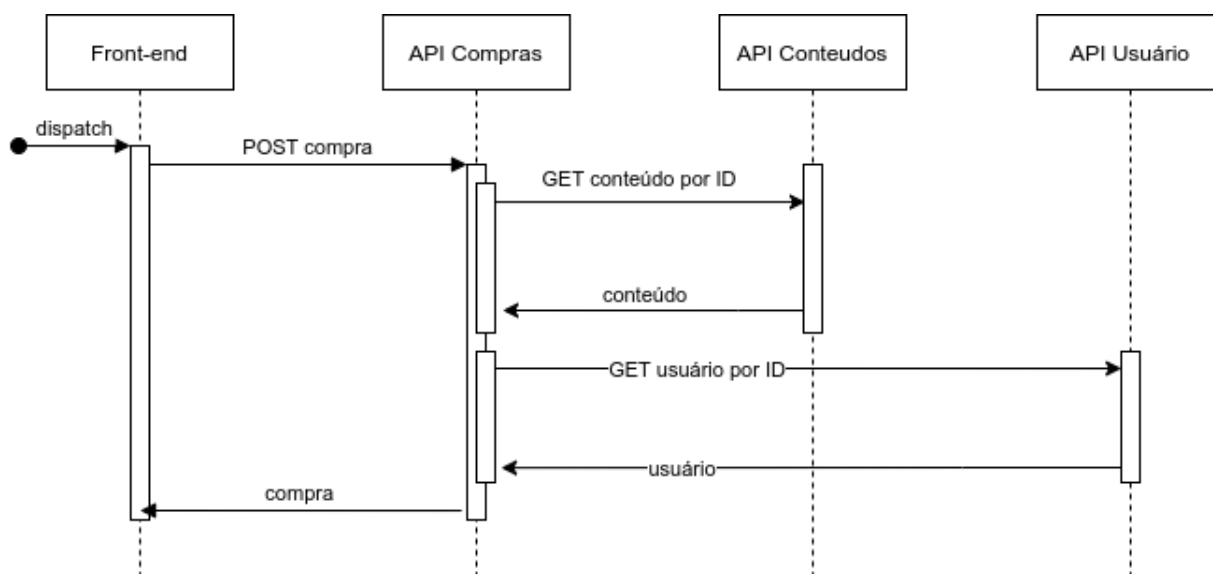 Front-end
API Compras
API Conteudos
API Usuário
dispatch
POST compra
GET conteúdo por ID
conteúdo
GET usuário por ID
usuário
compra